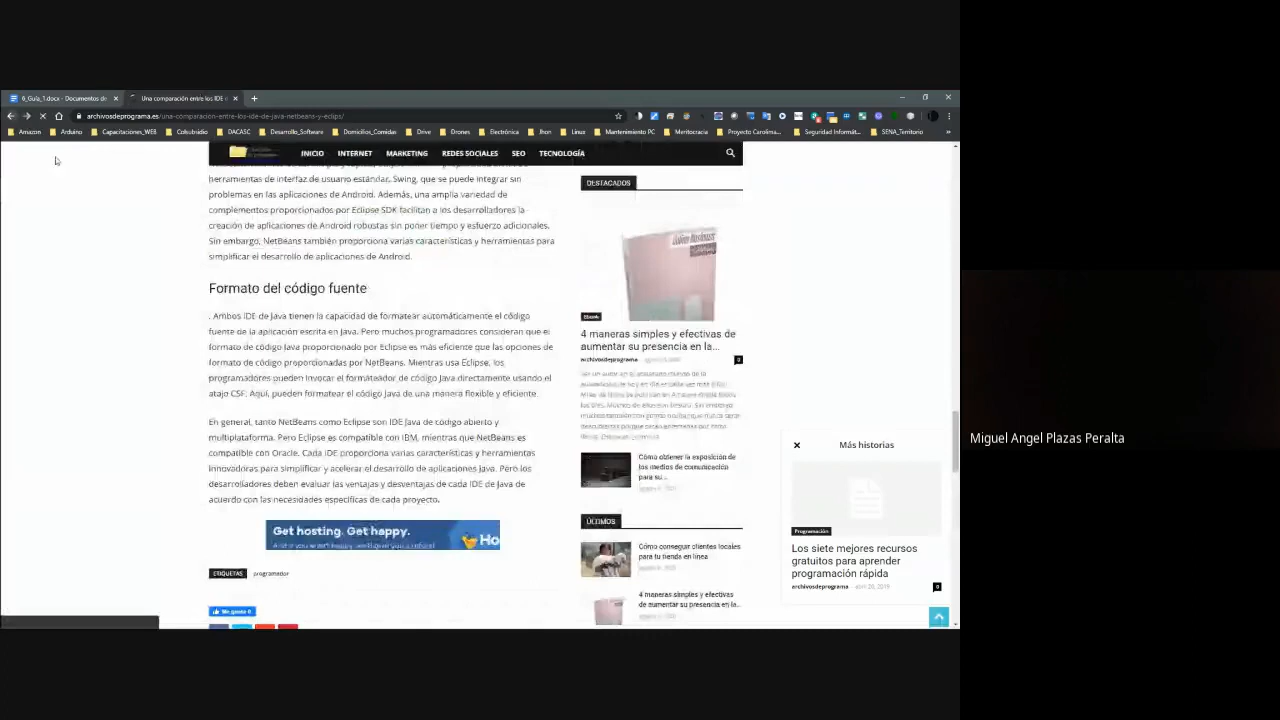 6_Guía_1.docx - Documentos de
Una comparación entre los IDE d
archivosdeprograma.es/una-comparacion-entre-los-ide-de-java-netbeans-y-eclips/
Amazon
Arduino
Capacitaciones_WEB
Colsubsidio
DACASC
Desarrollo_Software
Domicilios_Comidas
Drive
Drones
Electrónica
Jhon
Linux
Mantenimiento PC
Meritocracia
Proyecto Carolina...
Seguridad Informát...
SENA_Territorio
INICIO
INTERNET
MARKETING
REDES SOCIALES
SEO
TECNOLOGÍA
herramientas de interfaz de usuario estándar, Swing, que se puede integrar sin
problemas en las aplicaciones de Android. Además, una amplia variedad de
complementos proporcionados por Eclipse SDK facilitan a los desarrolladores la
creación de aplicaciones de Android robustas sin poner tiempo y esfuerzo adicionales.
Sin embargo, NetBeans también proporciona varias características y herramientas para
simplificar el desarrollo de aplicaciones de Android.
Formato del código fuente
. Ambos IDE de Java tienen la capacidad de formatear automáticamente el código
fuente de la aplicación escrita en Java. Pero muchos programadores consideran que el
formato de código Java proporcionado por Eclipse es más eficiente que las opciones de
formato de código proporcionadas por NetBeans. Mientras usa Eclipse, los
programadores pueden invocar el formateador de código Java directamente usando el
atajo CSF. Aquí, pueden formatear el código Java de una manera flexible y eficiente.
En general, tanto NetBeans como Eclipse son IDE Java de código abierto y
multiplataforma. Pero Eclipse es compatible con IBM, mientras que NetBeans es
compatible con Oracle. Cada IDE proporciona varias características y herramientas
innovadoras para simplificar y acelerar el desarrollo de aplicaciones Java. Pero los
desarrolladores deben evaluar las ventajas y desventajas de cada IDE de Java de
acuerdo con las necesidades específicas de cada proyecto.
Get hosting. Get happy.
Ho
ETIQUETAS
programador
Me gusta 0
DESTACADOS
Ebook
4 maneras simples y efectivas de
aumentar su presencia en la...
archivosdeprograma
0
Cómo obtener la exposición de
los medios de comunicación
para su...
ÚLTIMOS
Cómo conseguir clientes locales
para tu tienda en línea
4 maneras simples y efectivas
de aumentar su presencia en la...
Más historias
Programación
Los siete mejores recursos
gratuitos para aprender
programación rápida
archivosdeprograma - abril 26, 2019
0
Miguel Angel Plazas Peralta